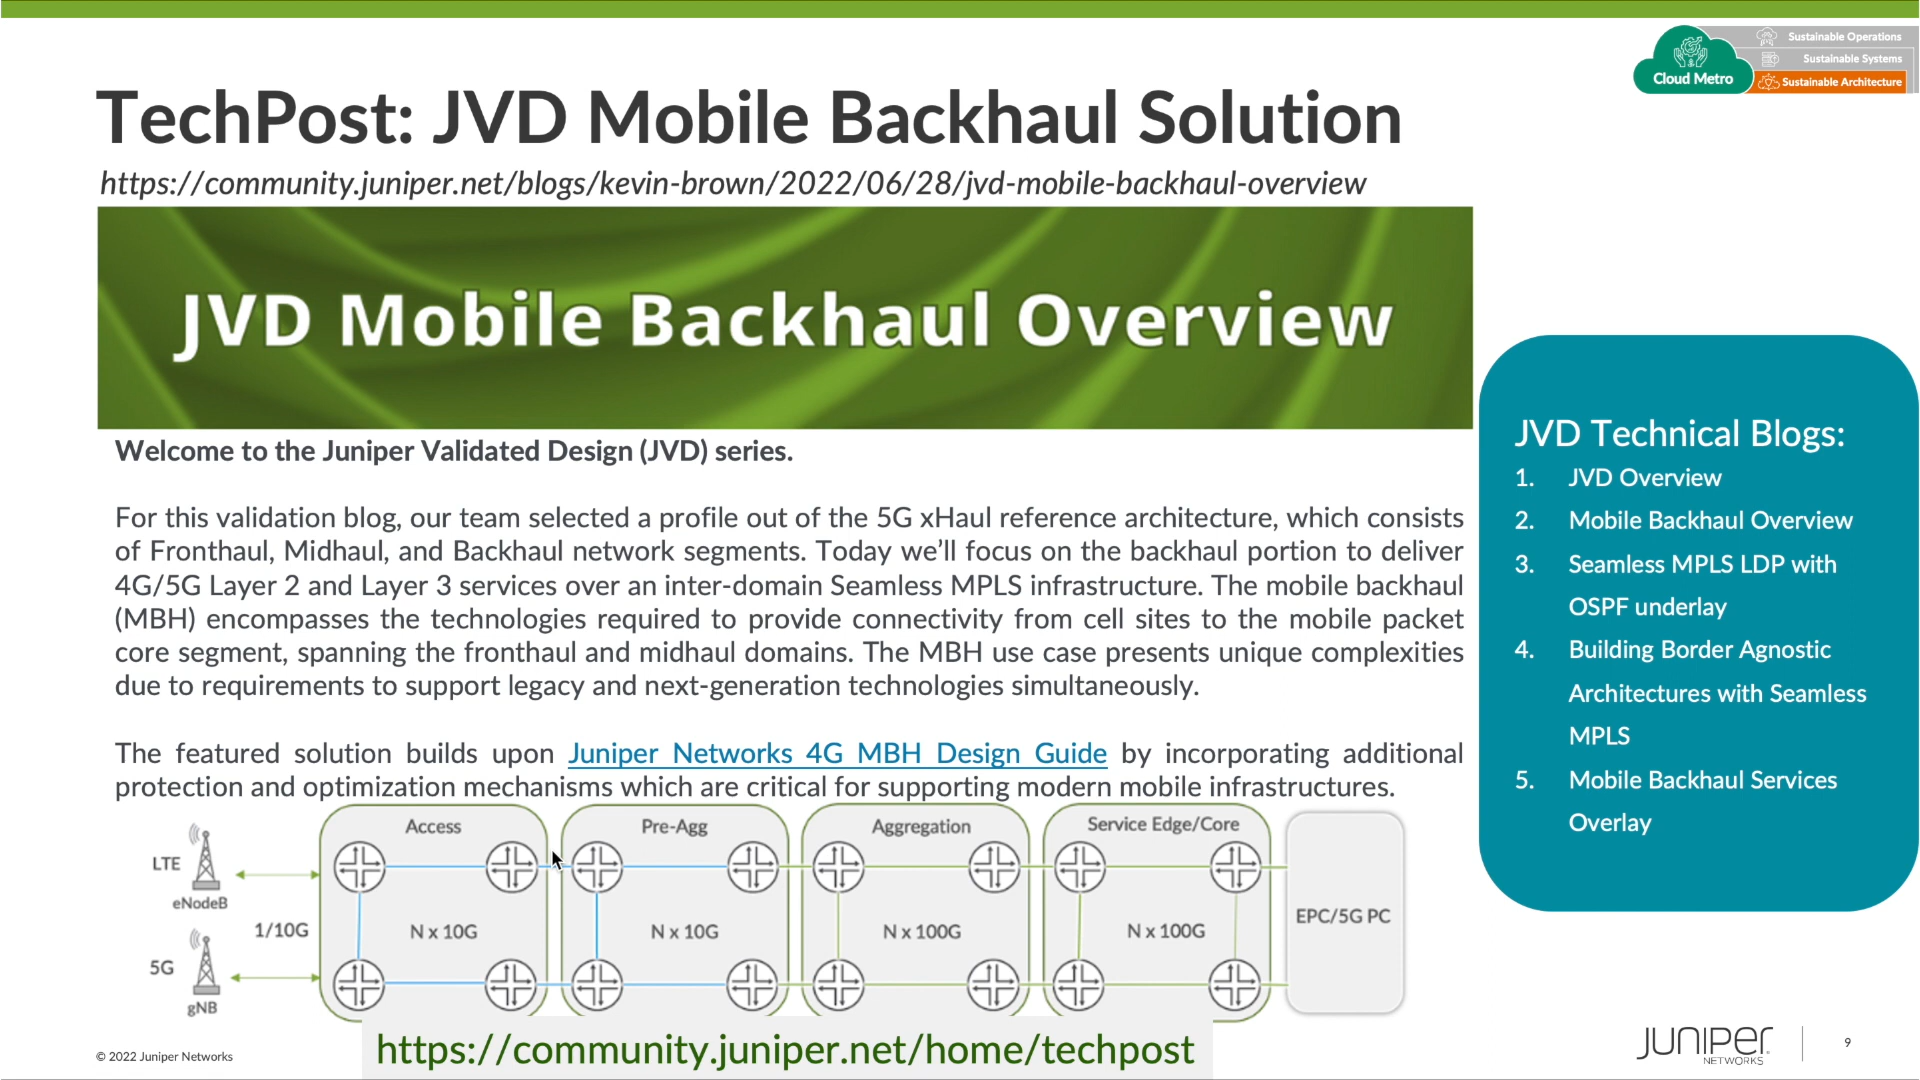 Sustainable Operations
Sustainable Systems
Cloud Metro
Sustainable Architecture
TechPost: JVD Mobile Backhaul Solution
https://community.juniper.net/blogs/kevin-brown/2022/06/28/jvd-mobile-backhaul-overview
JVD Mobile Backhaul Overview
Welcome to the Juniper Validated Design (JVD) series.
For this validation blog, our team selected a profile out of the 5G xHaul reference architecture, which consists
of Fronthaul, Midhaul, and Backhaul network segments. Today we’ll focus on the backhaul portion to deliver
4G/5G Layer 2 and Layer 3 services over an inter-domain Seamless MPLS infrastructure. The mobile backhaul
(MBH) encompasses the technologies required to provide connectivity from cell sites to the mobile packet
core segment, spanning the fronthaul and midhaul domains. The MBH use case presents unique complexities
due to requirements to support legacy and next-generation technologies simultaneously.
The featured solution builds upon Juniper Networks 4G MBH Design Guide by incorporating additional
protection and optimization mechanisms which are critical for supporting modern mobile infrastructures.
JVD Technical Blogs:
1. JVD Overview
2. Mobile Backhaul Overview
3. Seamless MPLS LDP with
OSPF underlay
4. Building Border Agnostic
Architectures with Seamless
MPLS
5. Mobile Backhaul Services
Overlay
Access
Pre-Agg
Aggregation
Service Edge/Core
LTE
eNodeB
1/10G
5G
gNB
N x 10G
N x 10G
N x 100G
N x 100G
EPC/5G PC
https://community.juniper.net/home/techpost
© 2022 Juniper Networks
JUNIPER
NETWORKS
9